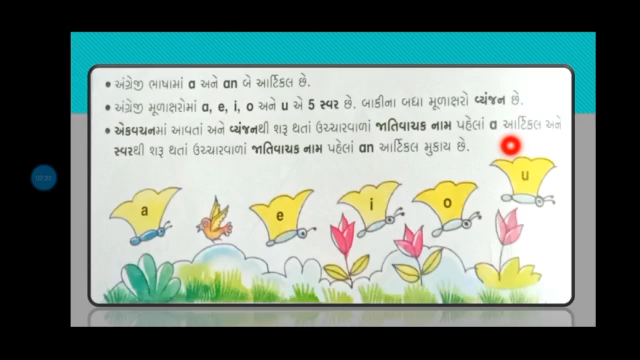 • અંગ્રેજી ભાષામાં a અને an બે આર્ટિકલ છે.
• અંગ્રેજી મૂળાક્ષરોમાં a, e, i, o અને u એ 5 સ્વર છે. બાકીના બધા મૂળાક્ષરો વ્યંજન છે.
• એકવચનમાં આવતાં અને વ્યંજનથી શરૂ થતાં ઉચ્ચારવાળાં જાતિવાચક નામ પહેલાં a આર્ટિકલ અને
સ્વરથી શરૂ થતાં ઉચ્ચારવાળાં જાતિવાચક નામ પહેલાં an આર્ટિકલ મુકાય છે.
a e i o u